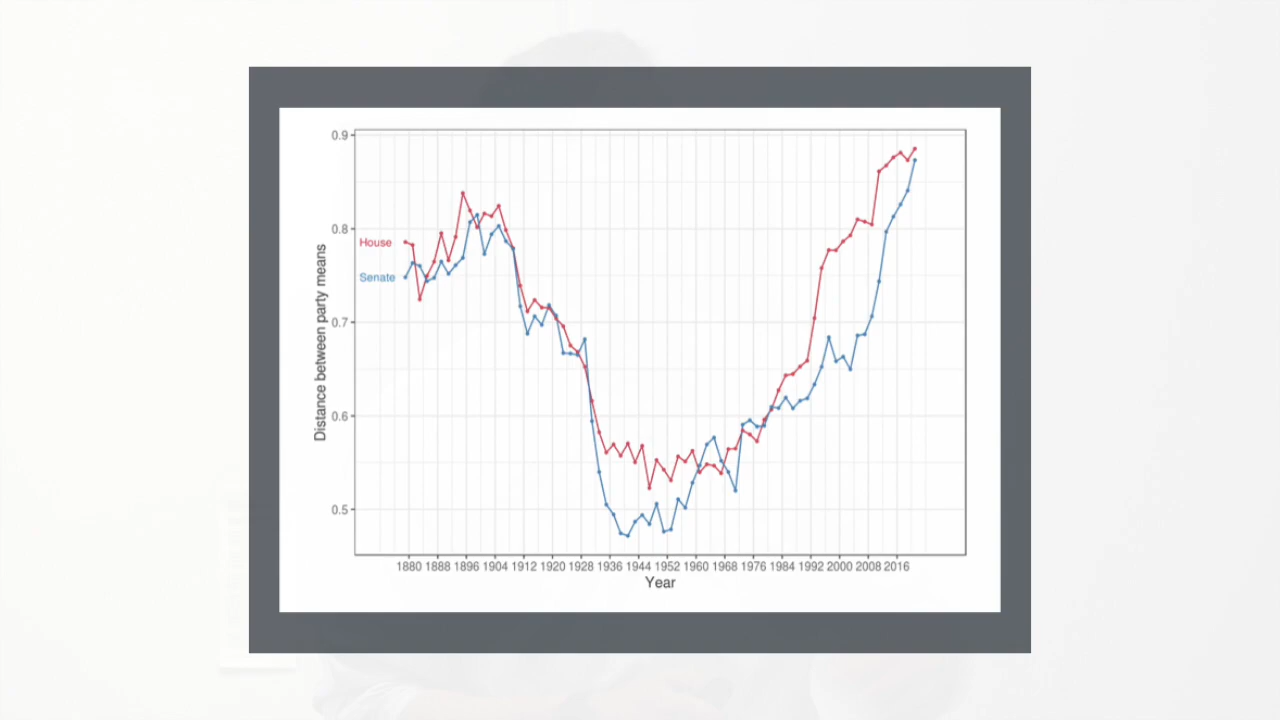 0.9
0.8
0.7
0.6
0.5
Distance between party means
House
Senate
1880 1888 1896 1904 1912 1920 1928 1936 1944 1952 1960 1968 1976 1984 1992 2000 2008 2016
Year